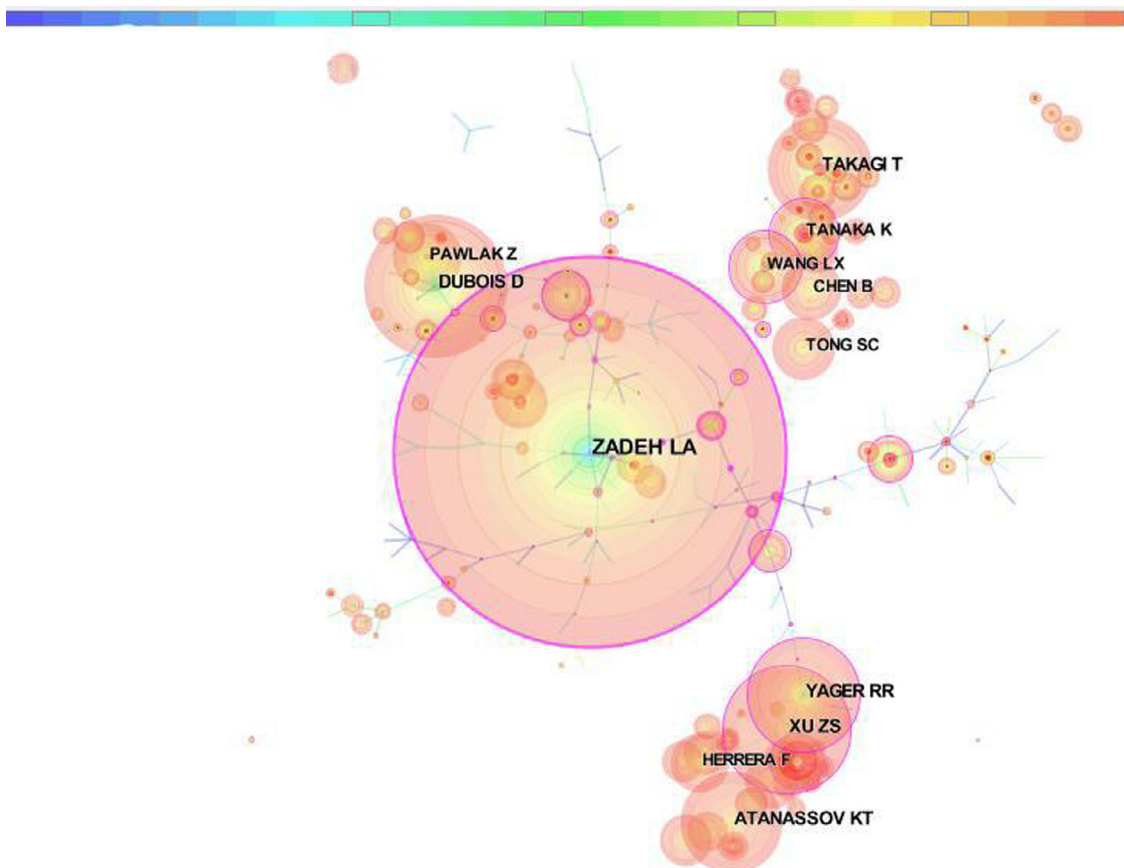 TAKAGI T
TANAKA K
PAWLAK Z
WANG LX
DUBOIS D
CHEN B
TONG SC
ZADEH LA
YAGER RR
XU ZS
HERRERA F
ATANASSOV KT